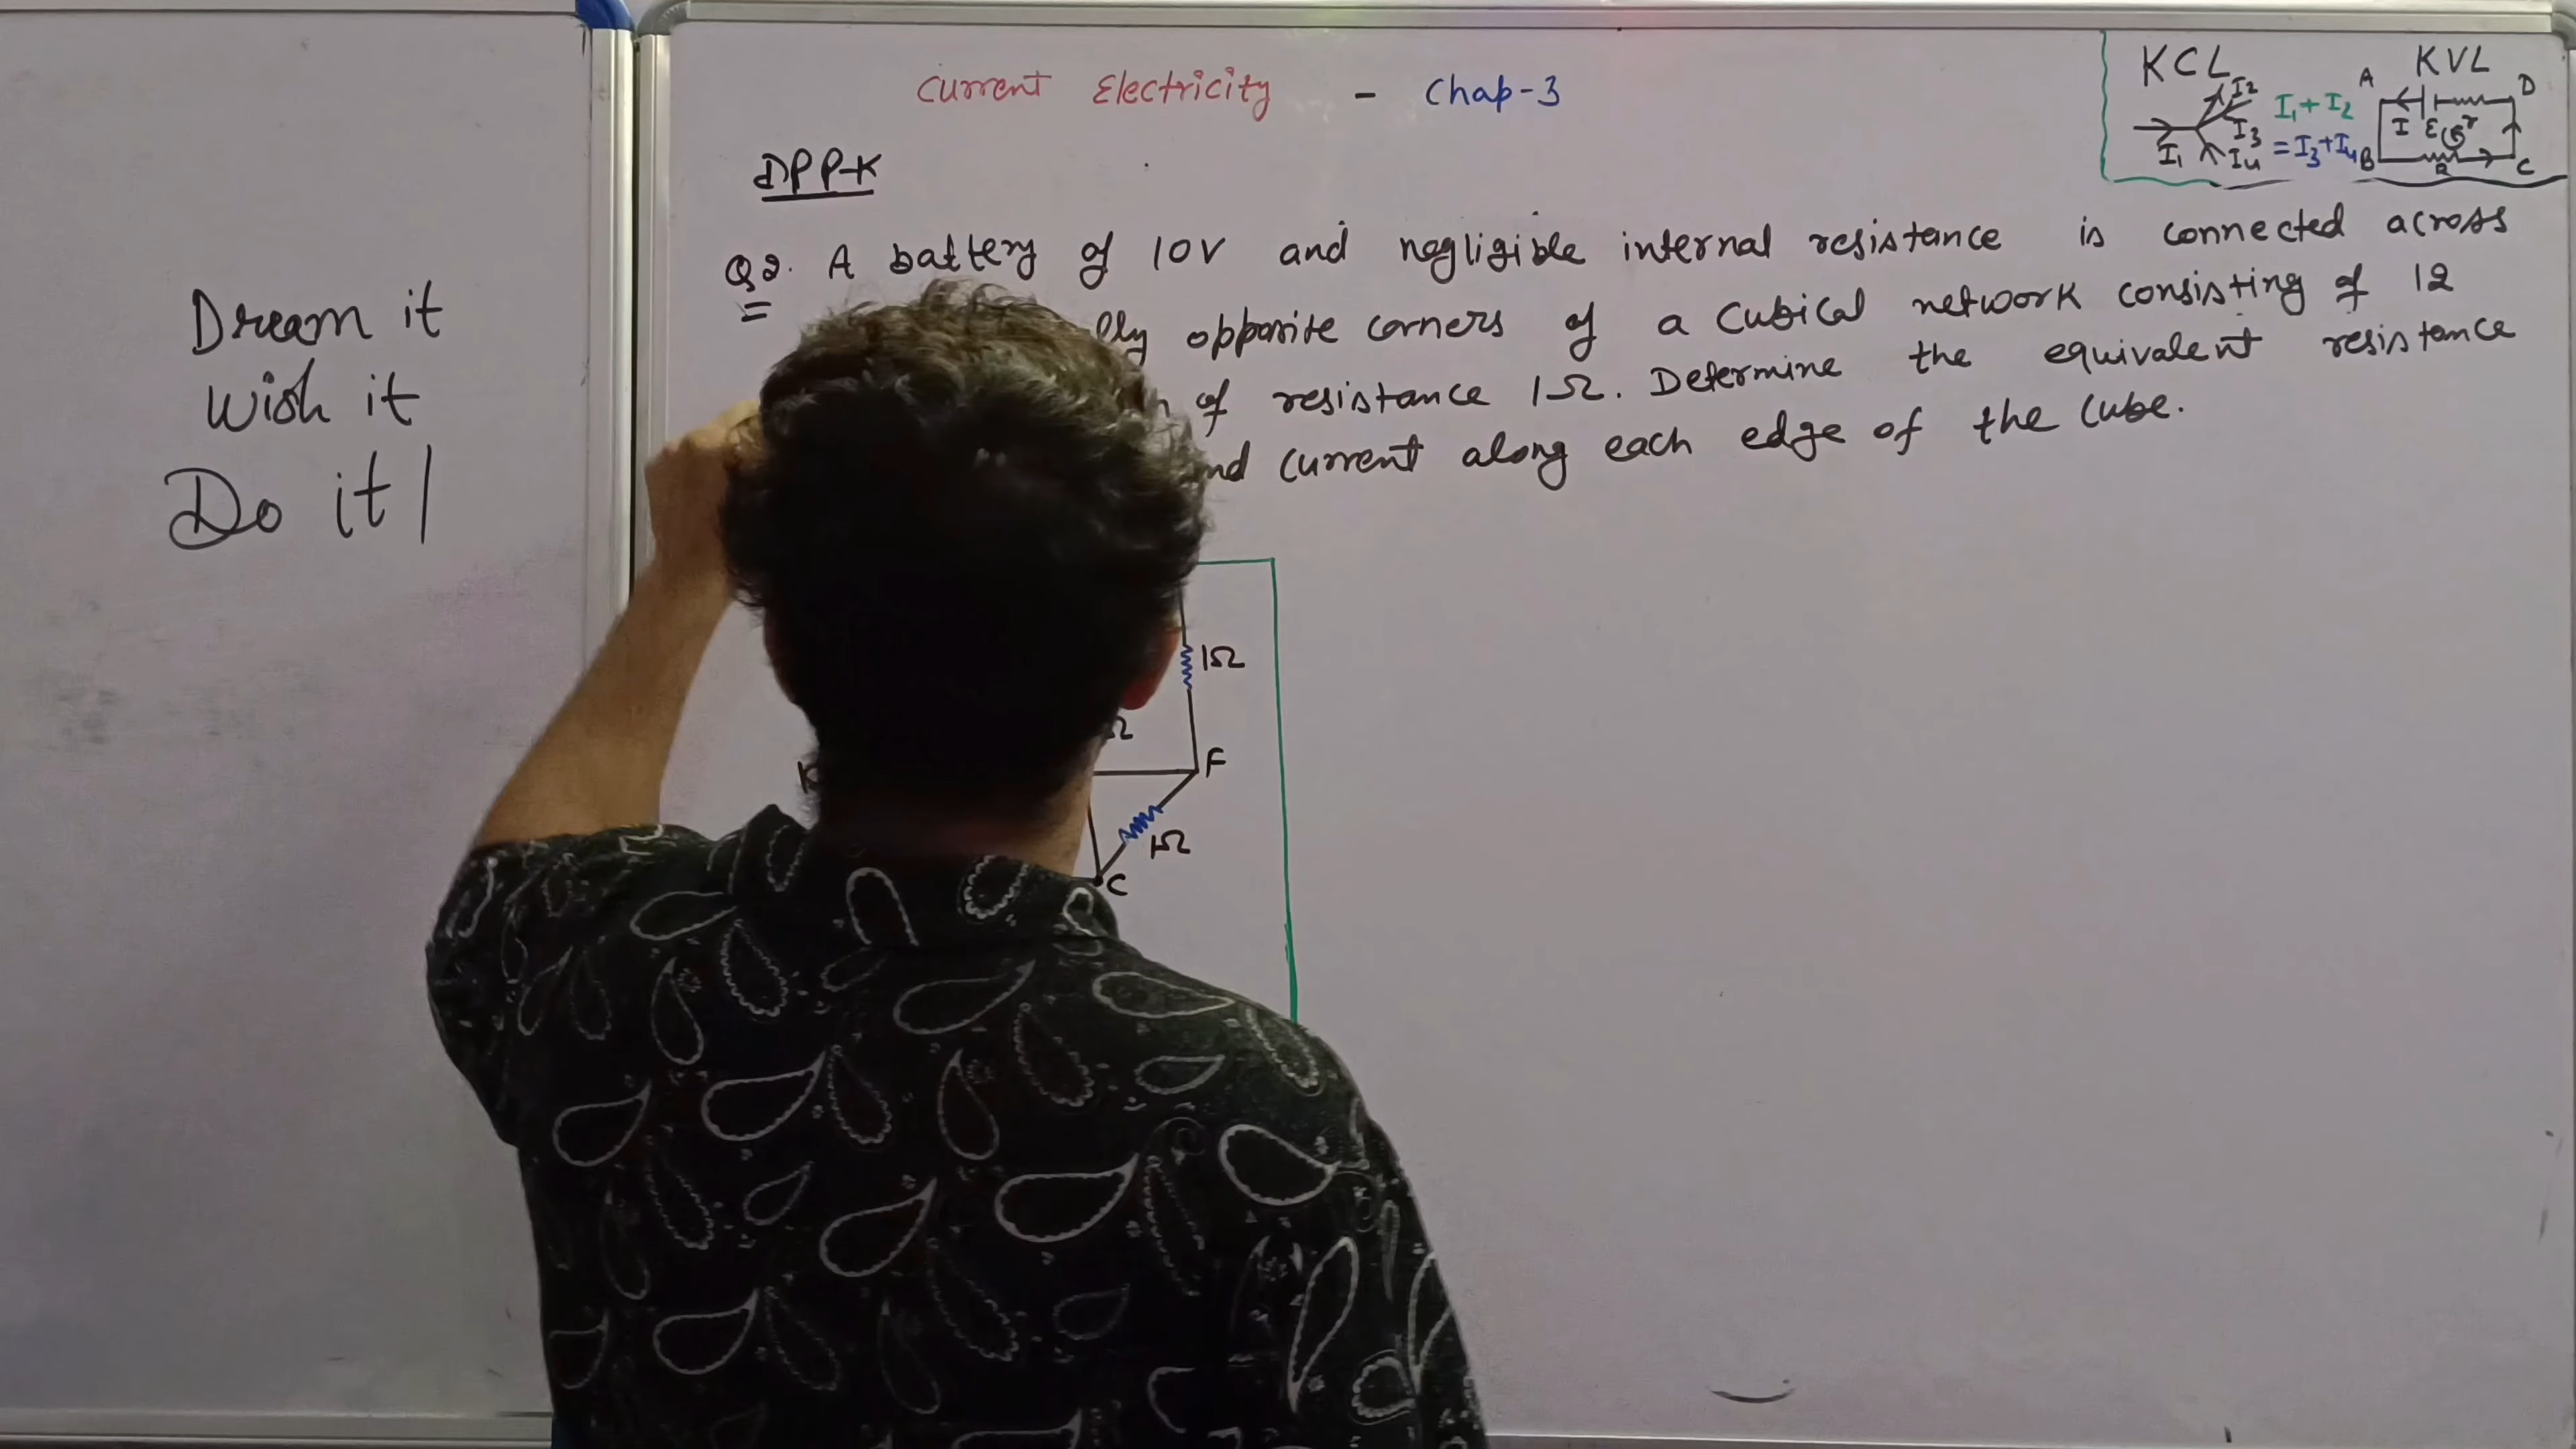 Dream it
Wish it
Do it
Current Electricity - Chap-3
KCL
I1
I2
I3
I4
I1+I2
=I3+I4
KVL
A
D
I
E
r
B
R
C
DPP-K
Q2. A battery of 10V and negligible internal resistance is connected across
opposite corners of a cubical network consisting of 12
of resistance 1Ω. Determine the equivalent resistance
current along each edge of the cube.
1Ω
Ω
K
F
1Ω
C